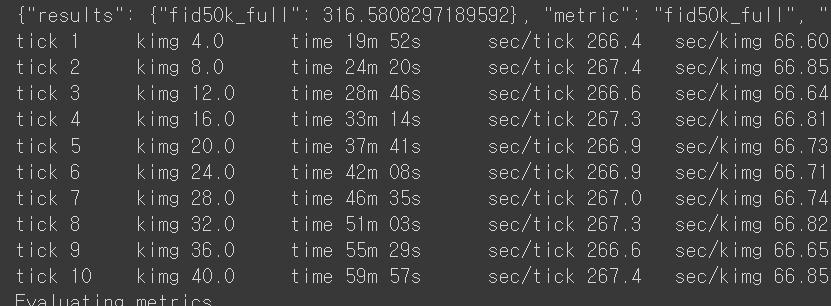 {"results": {"fid50k_full": 316.5808297189592}, "metric": "fid50k_full", "
tick 1 kimg 4.0 time 19m 52s sec/tick 266.4 sec/kimg 66.60
tick 2 kimg 8.0 time 24m 20s sec/tick 267.4 sec/kimg 66.85
tick 3 kimg 12.0 time 28m 46s sec/tick 266.6 sec/kimg 66.64
tick 4 kimg 16.0 time 33m 14s sec/tick 267.3 sec/kimg 66.81
tick 5 kimg 20.0 time 37m 41s sec/tick 266.9 sec/kimg 66.73
tick 6 kimg 24.0 time 42m 08s sec/tick 266.9 sec/kimg 66.71
tick 7 kimg 28.0 time 46m 35s sec/tick 267.0 sec/kimg 66.74
tick 8 kimg 32.0 time 51m 03s sec/tick 267.3 sec/kimg 66.82
tick 9 kimg 36.0 time 55m 29s sec/tick 266.6 sec/kimg 66.65
tick 10 kimg 40.0 time 59m 57s sec/tick 267.4 sec/kimg 66.85
Evaluating metrics